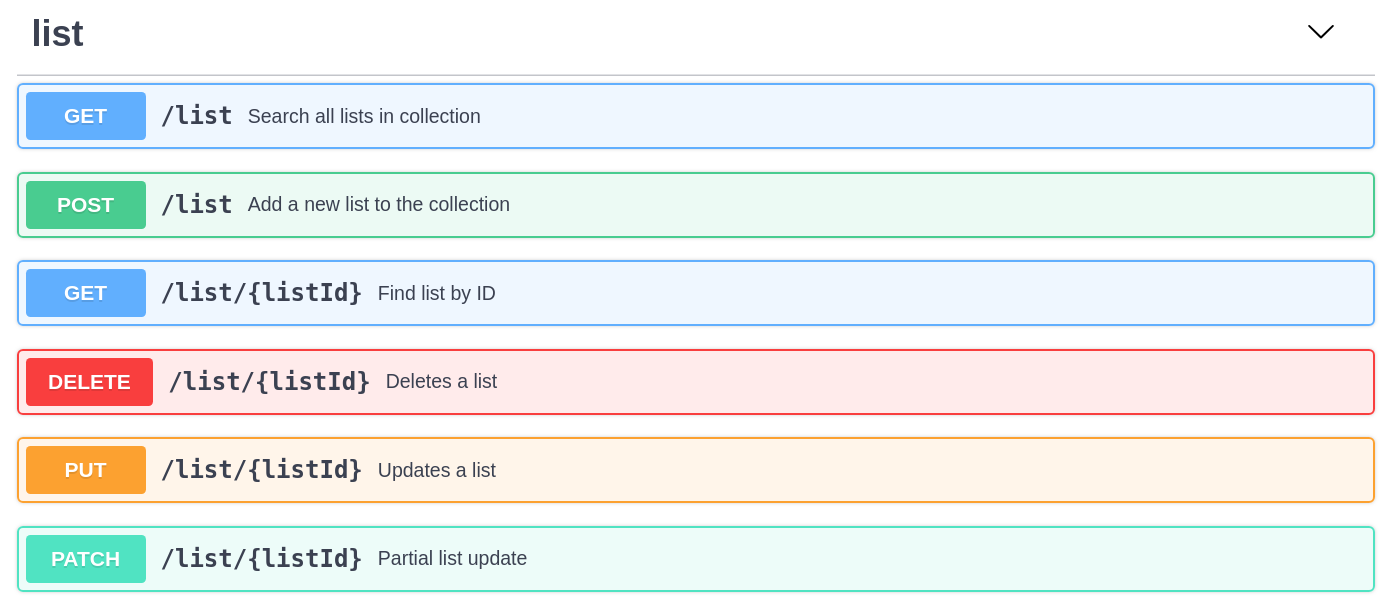 list
GET /list Search all lists in collection
POST /list Add a new list to the collection
GET /list/{listId} Find list by ID
DELETE /list/{listId} Deletes a list
PUT /list/{listId} Updates a list
PATCH /list/{listId} Partial list update